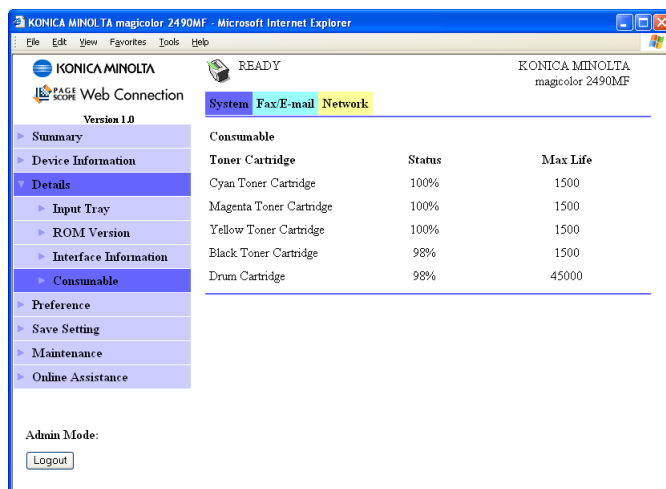 KONICA MINOLTA magicolor 2490MF - Microsoft Internet Explorer
File Edit View Favorites Tools Help
KONICA MINOLTA
PAGE SCOPE Web Connection
Version 1.0
READY
KONICA MINOLTA
magicolor 2490MF
System Fax/E-mail Network
Summary
Device Information
Details
Input Tray
ROM Version
Interface Information
Consumable
Preference
Save Setting
Maintenance
Online Assistance
Admin Mode:
Logout
Consumable
Toner Cartridge Status Max Life
Cyan Toner Cartridge 100% 1500
Magenta Toner Cartridge 100% 1500
Yellow Toner Cartridge 100% 1500
Black Toner Cartridge 98% 1500
Drum Cartridge 98% 45000